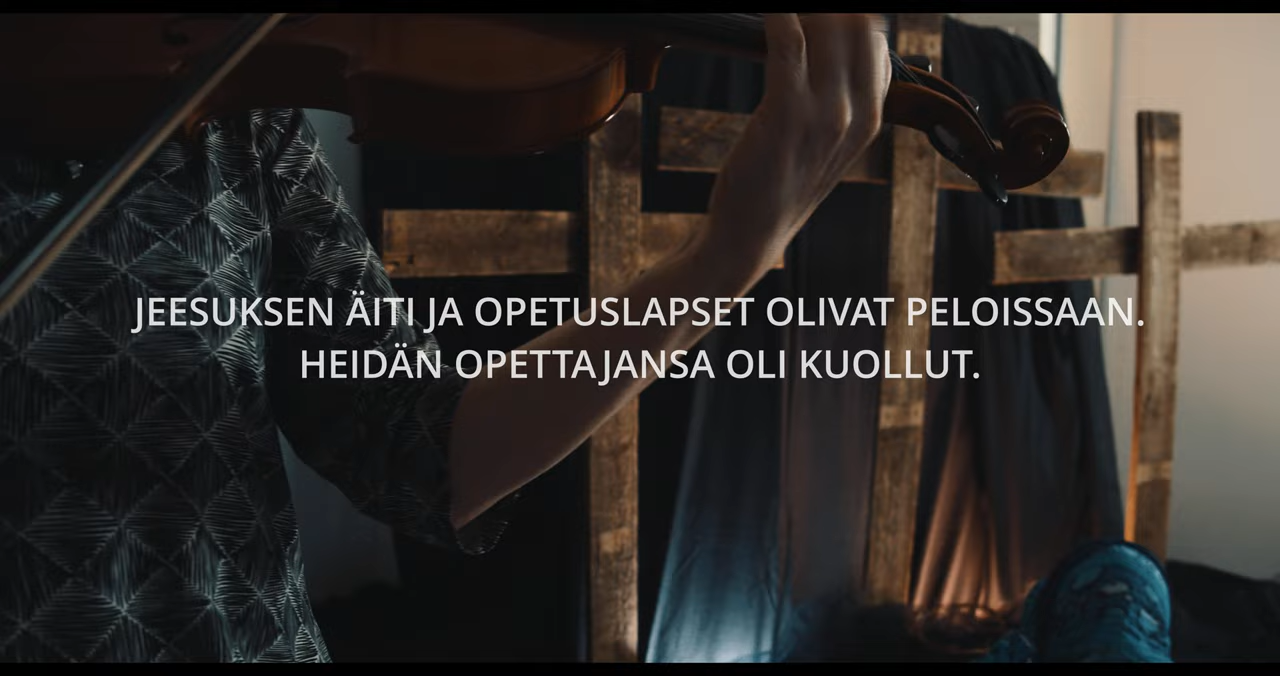 JEESUKSEN ÄITI JA OPETUSLAPSET OLIVAT PELOISSAAN.
HEIDÄN OPETTAJANSA OLI KUOLLUT.